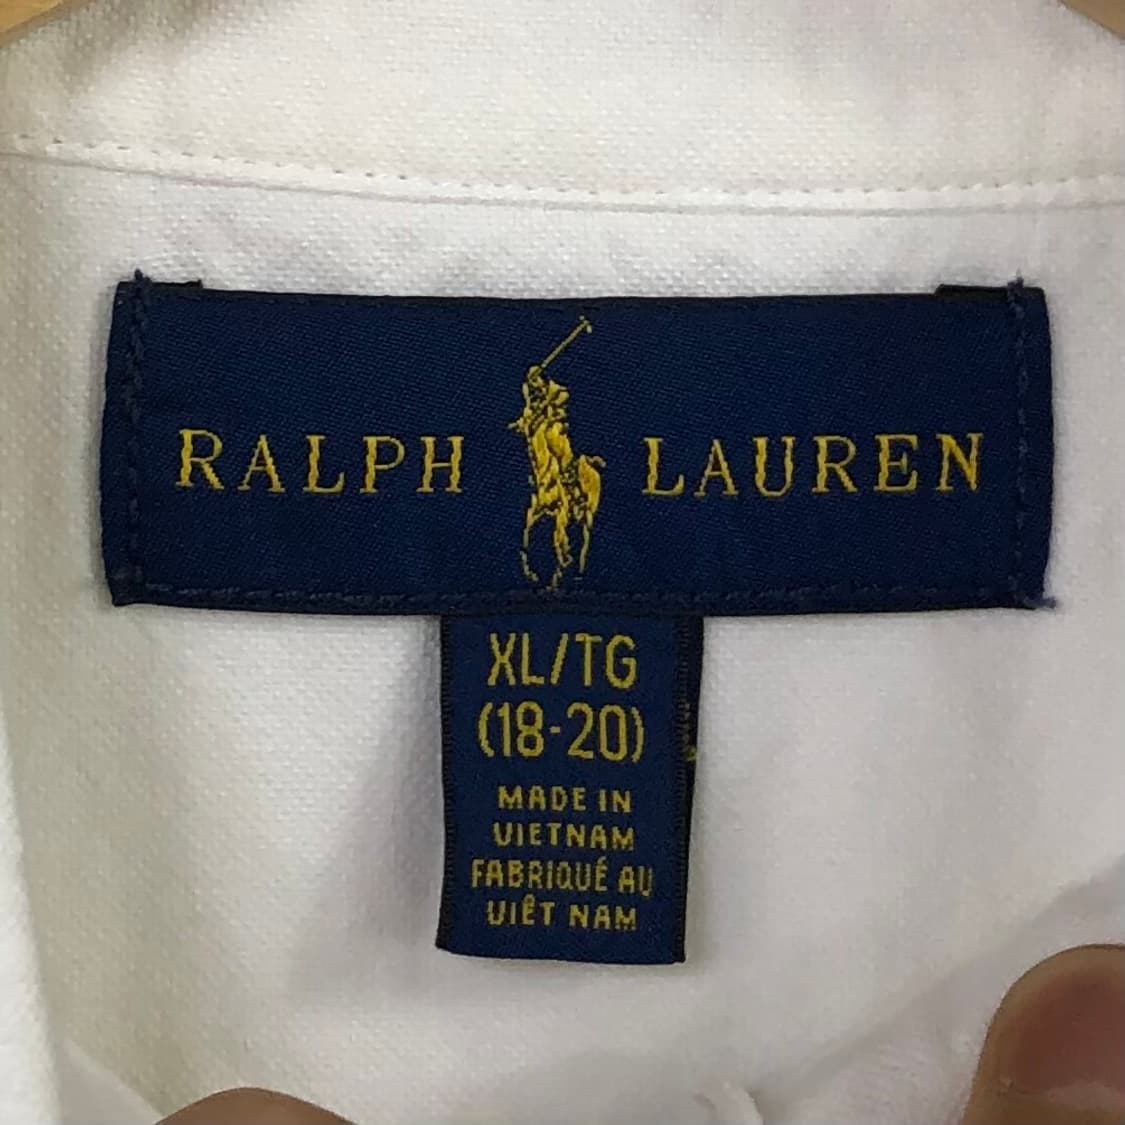 RALPH LAUREN
XL/TG
(18-20)
MADE IN
VIETNAM
FABRIQUÉ AU
VIÊT NAM